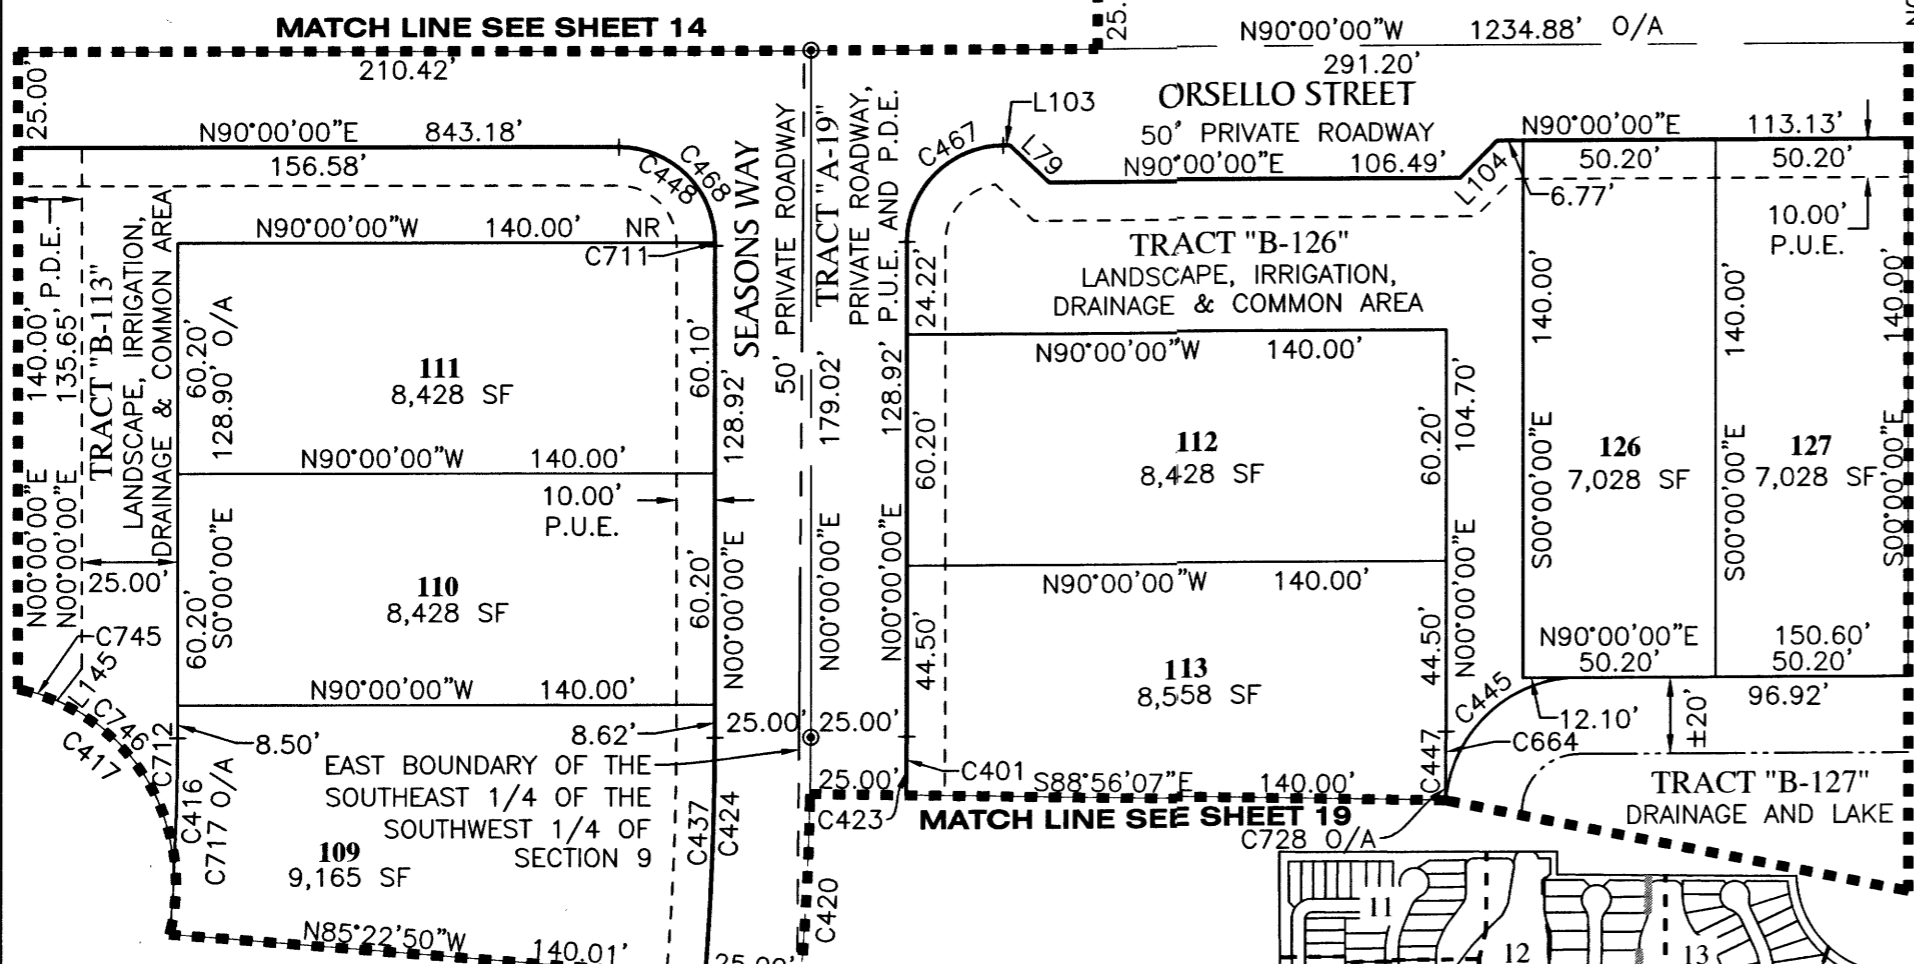 MATCH LINE SEE SHEET 14
25.
N90°00'00"W 1234.88' O/A
210.42'
291.20'
25.00'
ORSELLO STREET
50' PRIVATE ROADWAY
L103
N90°00'00"E 843.18'
156.58'
C448
C468
C467
L79
N90°00'00"E 106.49'
L104
N90°00'00"E 113.13'
50.20'
50.20'
6.77'
10.00'
P.U.E.
SEASONS WAY
50' PRIVATE ROADWAY
TRACT "A-19"
PRIVATE ROADWAY,
P.U.E. AND P.D.E.
N00°00'00"E 140.00' P.D.E.
N00°00'00"E 135.65'
TRACT "B-113"
LANDSCAPE, IRRIGATION,
DRAINAGE & COMMON AREA
N90°00'00"W 140.00' NR
C711
60.20'
128.90' O/A
S0°00'00"E
111
8,428 SF
60.10'
128.92'
N00°00'00"E
179.02'
N00°00'00"E
128.92'
N00°00'00"E
24.22'
TRACT "B-126"
LANDSCAPE, IRRIGATION,
DRAINAGE & COMMON AREA
N90°00'00"W 140.00'
60.20'
112
8,428 SF
60.20'
104.70'
N00°00'00"E
140.00'
S00°00'00"E
126
7,028 SF
140.00'
S00°00'00"E
127
7,028 SF
140.00'
S00°00'00"E
N90°00'00"W 140.00'
10.00'
P.U.E.
25.00'
60.20'
110
8,428 SF
60.20'
N90°00'00"W 140.00'
44.50'
113
8,558 SF
44.50'
N90°00'00"E 150.60'
50.20'
50.20'
C745
L145
C746
C417
N90°00'00"W 140.00'
C712
8.50'
8.62'
25.00'
25.00'
C445
12.10'
±20'
96.92'
C664
C447
EAST BOUNDARY OF THE
SOUTHEAST 1/4 OF THE
SOUTHWEST 1/4 OF
SECTION 9
25.00'
C401
S88°56'07"E 140.00'
C423
MATCH LINE SEE SHEET 19
C728 O/A
TRACT "B-127"
DRAINAGE AND LAKE
C416
C717 O/A
109
9,165 SF
C437
C424
C420
N85°22'50"W 140.01'
25.00'
11
12
13